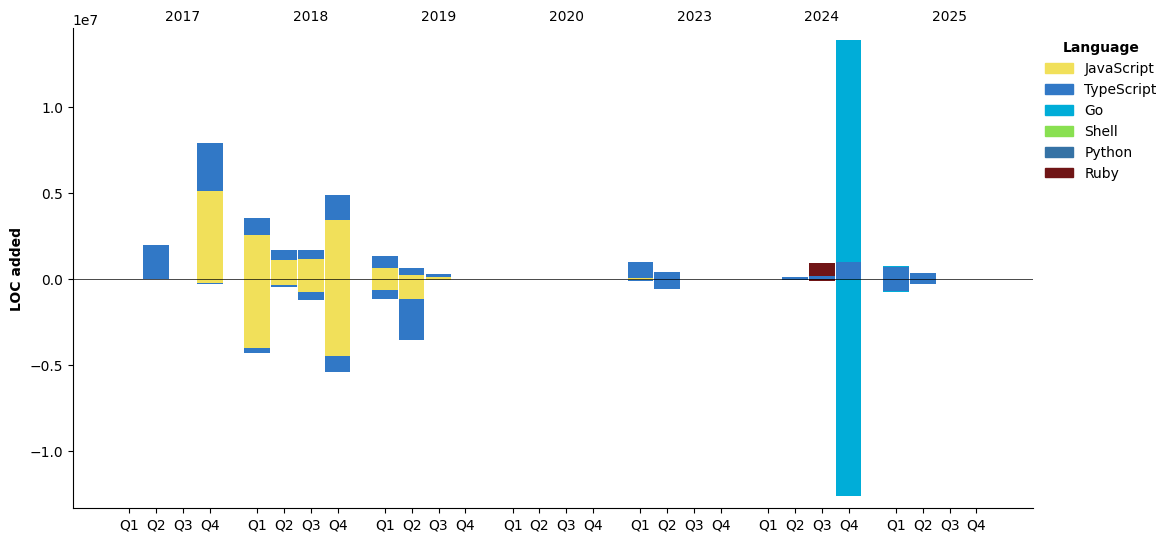 1e7
2017 2018 2019 2020 2023 2024 2025
Language
JavaScript
TypeScript
Go
Shell
Python
Ruby
LOC added
1.0
0.5
0.0
−0.5
−1.0
Q1 Q2 Q3 Q4 Q1 Q2 Q3 Q4 Q1 Q2 Q3 Q4 Q1 Q2 Q3 Q4 Q1 Q2 Q3 Q4 Q1 Q2 Q3 Q4 Q1 Q2 Q3 Q4